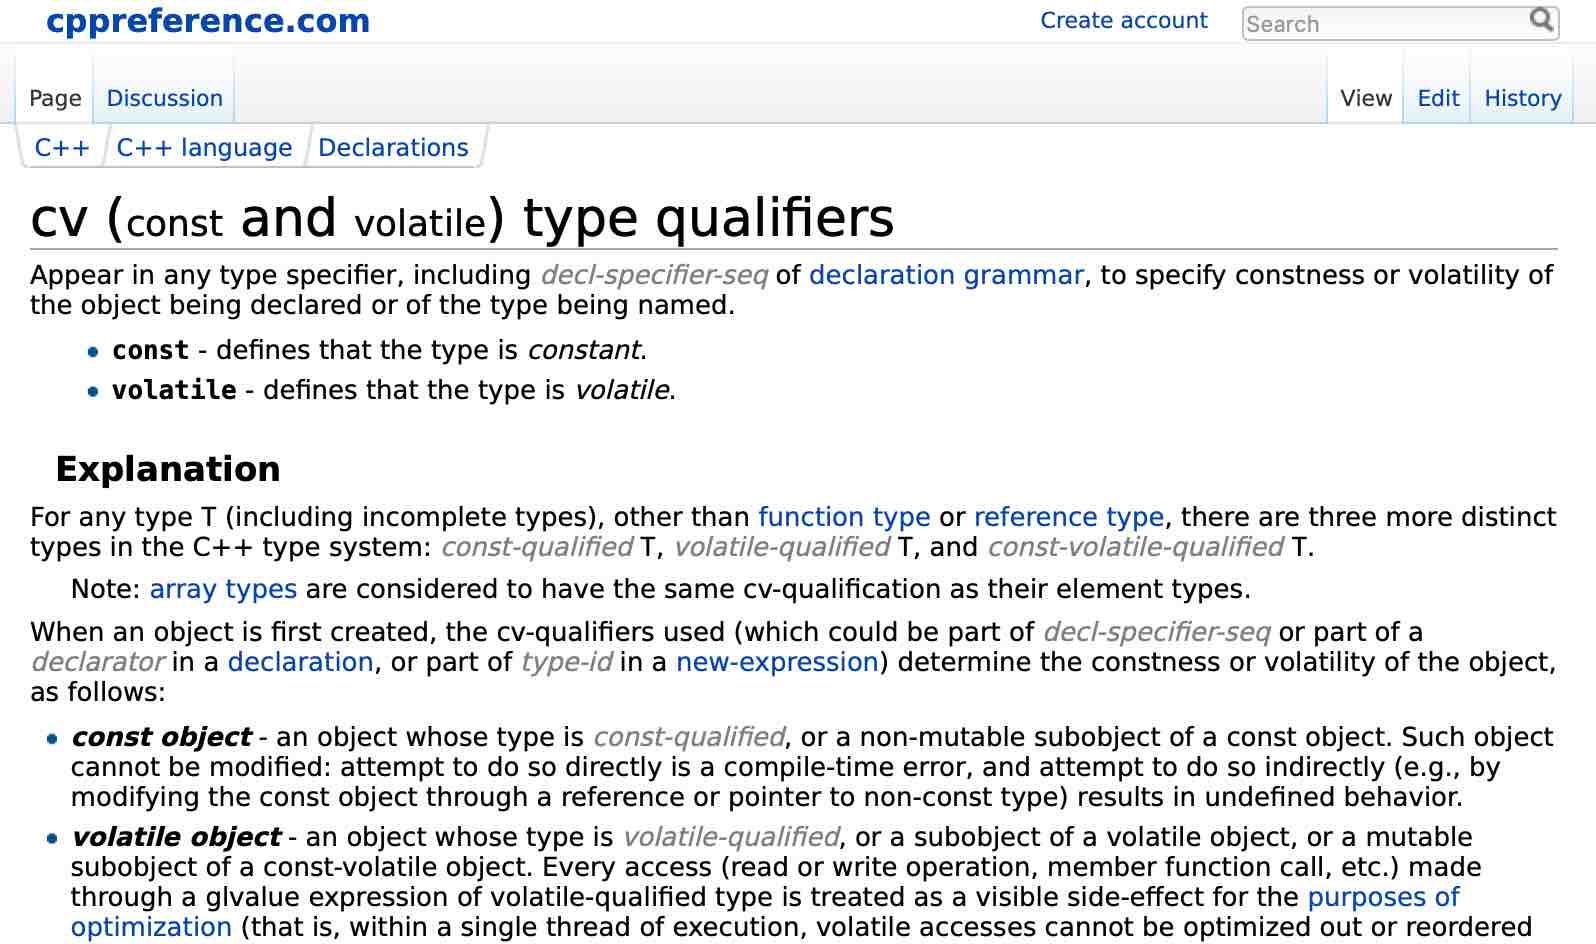 cppreference.com
Create account
Search
Page
Discussion
View
Edit
History
C++
C++ language
Declarations
cv (const and volatile) type qualifiers
Appear in any type specifier, including decl-specifier-seq of declaration grammar, to specify constness or volatility of
the object being declared or of the type being named.
• const - defines that the type is constant.
• volatile - defines that the type is volatile.
Explanation
For any type T (including incomplete types), other than function type or reference type, there are three more distinct
types in the C++ type system: const-qualified T, volatile-qualified T, and const-volatile-qualified T.
Note: array types are considered to have the same cv-qualification as their element types.
When an object is first created, the cv-qualifiers used (which could be part of decl-specifier-seq or part of a
declarator in a declaration, or part of type-id in a new-expression) determine the constness or volatility of the object,
as follows:
• const object - an object whose type is const-qualified, or a non-mutable subobject of a const object. Such object
cannot be modified: attempt to do so directly is a compile-time error, and attempt to do so indirectly (e.g., by
modifying the const object through a reference or pointer to non-const type) results in undefined behavior.
• volatile object - an object whose type is volatile-qualified, or a subobject of a volatile object, or a mutable
subobject of a const-volatile object. Every access (read or write operation, member function call, etc.) made
through a glvalue expression of volatile-qualified type is treated as a visible side-effect for the purposes of
optimization (that is, within a single thread of execution, volatile accesses cannot be optimized out or reordered